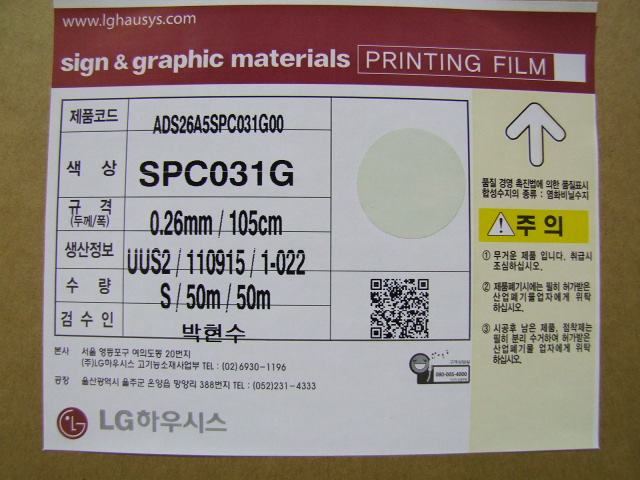 www.lghausys.com
sign & graphic materials PRINTING FILM
제품코드 ADS26A5SPC031G00
색 상 SPC031G
규 격 (두께/폭) 0.26mm / 105cm
생산정보 UUS2 / 110915 / 1-022
수 량 S / 50m / 50m
검 수 인 박현수
품질 경영 촉진법에 의한 품질표시
합성수지의 종류 : 염화비닐수지
주 의
① 무거운 제품 입니다. 취급시
조심하십시오.
② 제품폐기시에는 필히 허가받은
산업폐기물업자에게 위탁
하십시오.
③ 시공후 남은 제품, 점착제는
필히 분리 수거하여 허가받은
산업폐기물 업자에게 위탁
하십시오.
본사 서울 영등포구 여의도동 20번지
(주)LG하우시스 고기능소재사업부 TEL : (02) 6930-1196
공장 울산광역시 울주군 온양읍 망양리 388번지 TEL : (052)231-4333
고객상담실
080-005-4000
LG하우시스